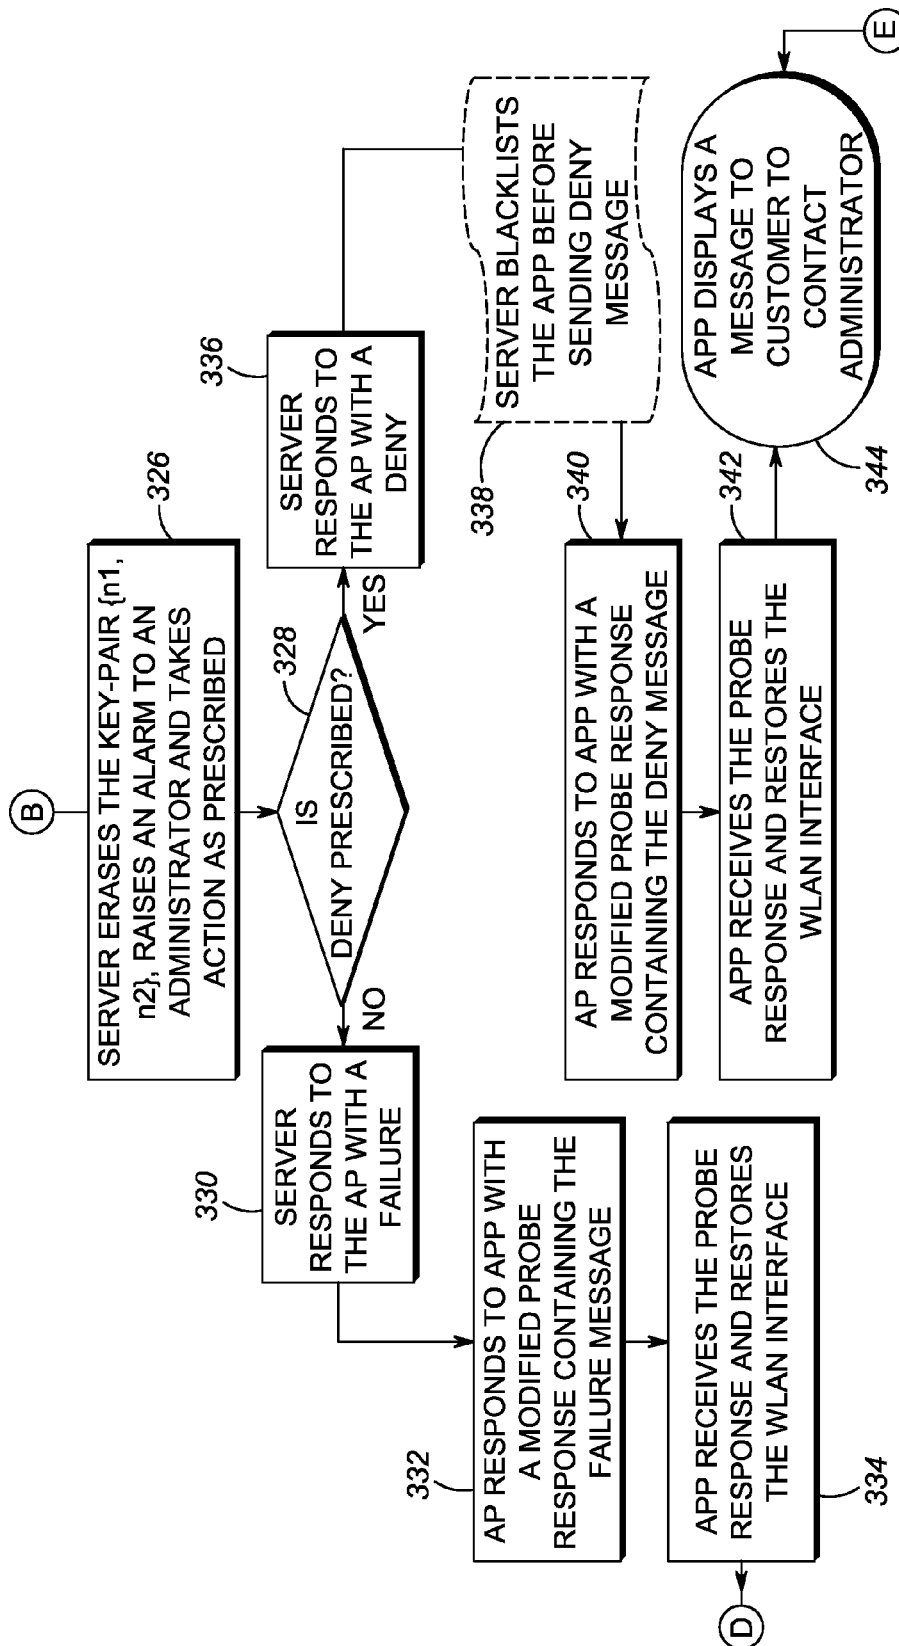 B
SERVER ERASES THE KEY-PAIR {n1,
n2}, RAISES AN ALARM TO AN
ADMINISTRATOR AND TAKES
ACTION AS PRESCRIBED
326
IS
DENY PRESCRIBED?
328
NO
YES
330
SERVER
RESPONDS TO
THE AP WITH A
FAILURE
336
SERVER
RESPONDS TO
THE AP WITH A
DENY
332
AP RESPONDS TO APP WITH
A MODIFIED PROBE
RESPONSE CONTAINING THE
FAILURE MESSAGE
334
APP RECEIVES THE PROBE
RESPONSE AND RESTORES
THE WLAN INTERFACE
D
338
SERVER BLACKLISTS
THE APP BEFORE
SENDING DENY
MESSAGE
340
AP RESPONDS TO APP WITH A
MODIFIED PROBE RESPONSE
CONTAINING THE DENY MESSAGE
342
APP RECEIVES THE PROBE
RESPONSE AND RESTORES THE
WLAN INTERFACE
344
APP DISPLAYS A
MESSAGE TO
CUSTOMER TO
CONTACT
ADMINISTRATOR
E